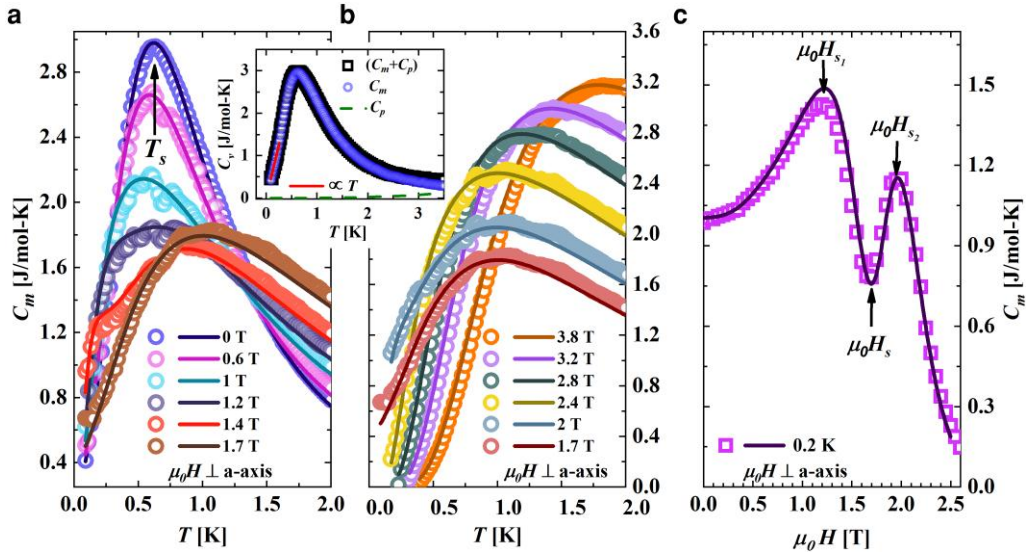 a
C_m [J/mol-K]
2.8
2.4
2.0
1.6
1.2
0.8
0.4
T_s
0 T
0.6 T
1 T
1.2 T
1.4 T
1.7 T
μ₀H ⊥ a-axis
0.0 0.5 1.0 1.5 2.0
T [K]
C_v [J/mol-K]
4
3
2
1
0
(C_m+C_p)
C_m
C_p
∝ T
0 1 2 3
T [K]
b
3.6
3.2
2.8
2.4
2.0
1.6
1.2
0.8
0.4
0.0
3.8 T
3.2 T
2.8 T
2.4 T
2 T
1.7 T
μ₀H ⊥ a-axis
0.0 0.5 1.0 1.5 2.0
T [K]
c
μ₀H_s₁
μ₀H_s₂
μ₀H_s
0.2 K
μ₀H ⊥ a-axis
1.5
1.2
0.9
0.6
0.3
0.0
C_m [J/mol-K]
0.0 0.5 1.0 1.5 2.0 2.5
μ₀ H [T]